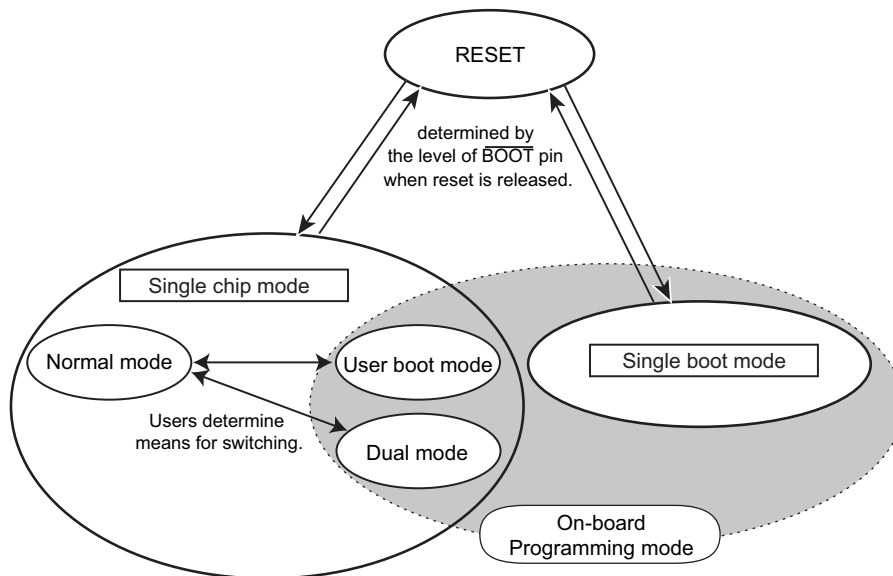 RESET
determined by
the level of BOOT pin
when reset is released.
Single chip mode
Normal mode
User boot mode
Single boot mode
Users determine
means for switching.
Dual mode
On-board
Programming mode